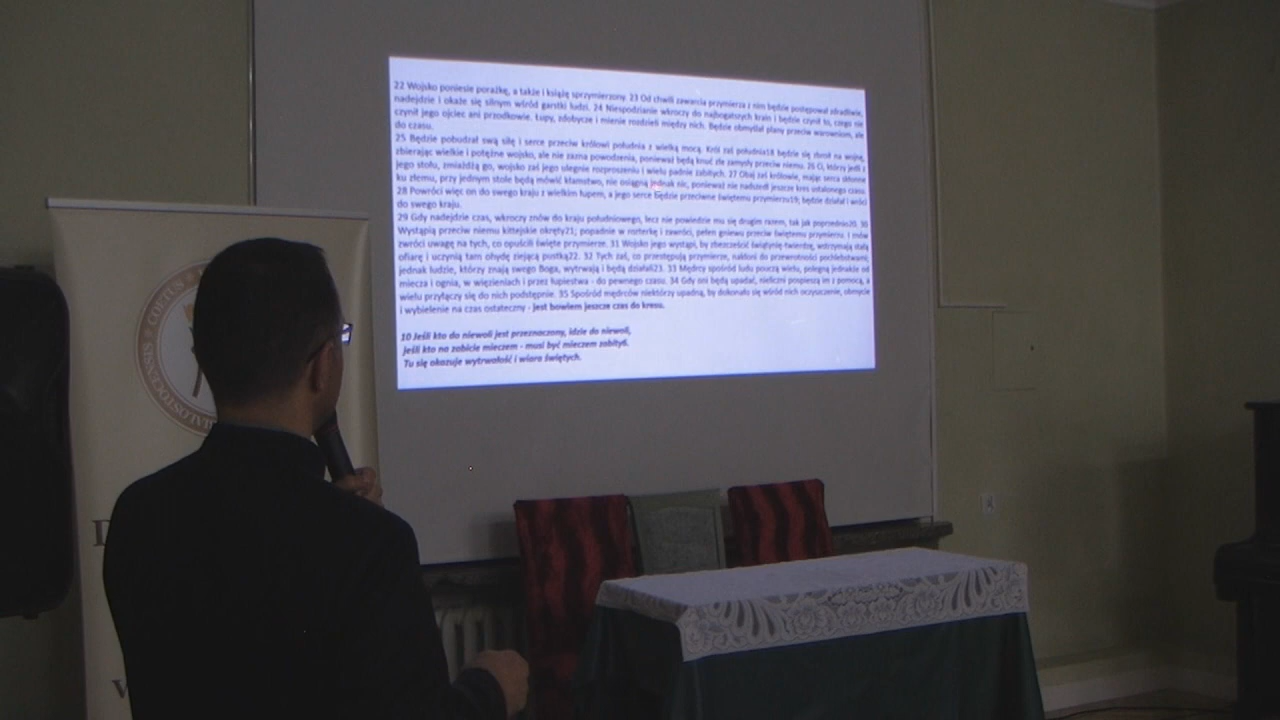 22 Wojsko poniesie porażkę, a także i książę sprzymierzony. 23 Od chwili zawarcia przymierza z nim będzie postępował zdradliwie,
nadejdzie i okaże się silnym wśród garstki ludzi. 24 Niespodzianie wkroczy do najbogatszych krain i będzie czynił to, czego nie
czynił jego ojciec ani przodkowie. Łupy, zdobycze i mienie rozdzieli między nich. Będzie obmyślał plany przeciw warowniom, ale
do czasu.
25 Będzie pobudzał swą siłę i serce przeciw królowi południa z wielką mocą. Król zaś południa18 będzie się zbroił na wojnę,
zbierając wielkie i potężne wojsko, ale nie zazna powodzenia, ponieważ będą knuć złe zamysły przeciw niemu. 26 Ci, którzy jedli z
jego stołu, zmiażdżą go, wojsko zaś jego ulegnie rozproszeniu i wielu padnie zabitych. 27 Obaj zaś królowie, mając serca skłonne
ku złemu, przy jednym stole będą mówić kłamstwo, nie osiągną jednak nic, ponieważ nie nadszedł jeszcze kres ustalonego czasu.
28 Powróci więc on do swego kraju z wielkim łupem, a jego serce będzie przeciwne świętemu przymierzu19; będzie działał i wróci
do swego kraju.
29 Gdy nadejdzie czas, wkroczy znów do kraju południowego, lecz nie powiedzie mu się drugim razem, tak jak poprzednio20. 30
Wystąpią przeciw niemu kittejskie okręty21; popadnie w rozterkę i zawróci, pełen gniewu przeciw świętemu przymierzu. I znów
zwróci uwagę na tych, co opuścili święte przymierze. 31 Wojsko jego wystąpi, by zbezcześcić świątynię-twierdzę, wstrzymają stałą
ofiarę i uczynią tam ohydę ziejącą pustką22. 32 Tych zaś, co przestępują przymierze, nakłoni do przewrotności pochlebstwami,
jednak ludzie, którzy znają swego Boga, wytrwają i będą działali23. 33 Mędrcy spośród ludu pouczą wielu, polegną jednakże od
miecza i ognia, w więzieniach i przez łupiestwa - do pewnego czasu. 34 Gdy oni będą upadać, nieliczni pospieszą im z pomocą, a
wielu przyłączy się do nich podstępnie. 35 Spośród mędrców niektórzy upadną, by dokonało się wśród nich oczyszczenie, obmycie
i wybielenie na czas ostateczny - jest bowiem jeszcze czas do kresu.
10 Jeśli kto do niewoli jest przeznaczony, idzie do niewoli,
jeśli kto na zabicie mieczem - musi być mieczem zabity6.
Tu się okazuje wytrwałość i wiara świętych.